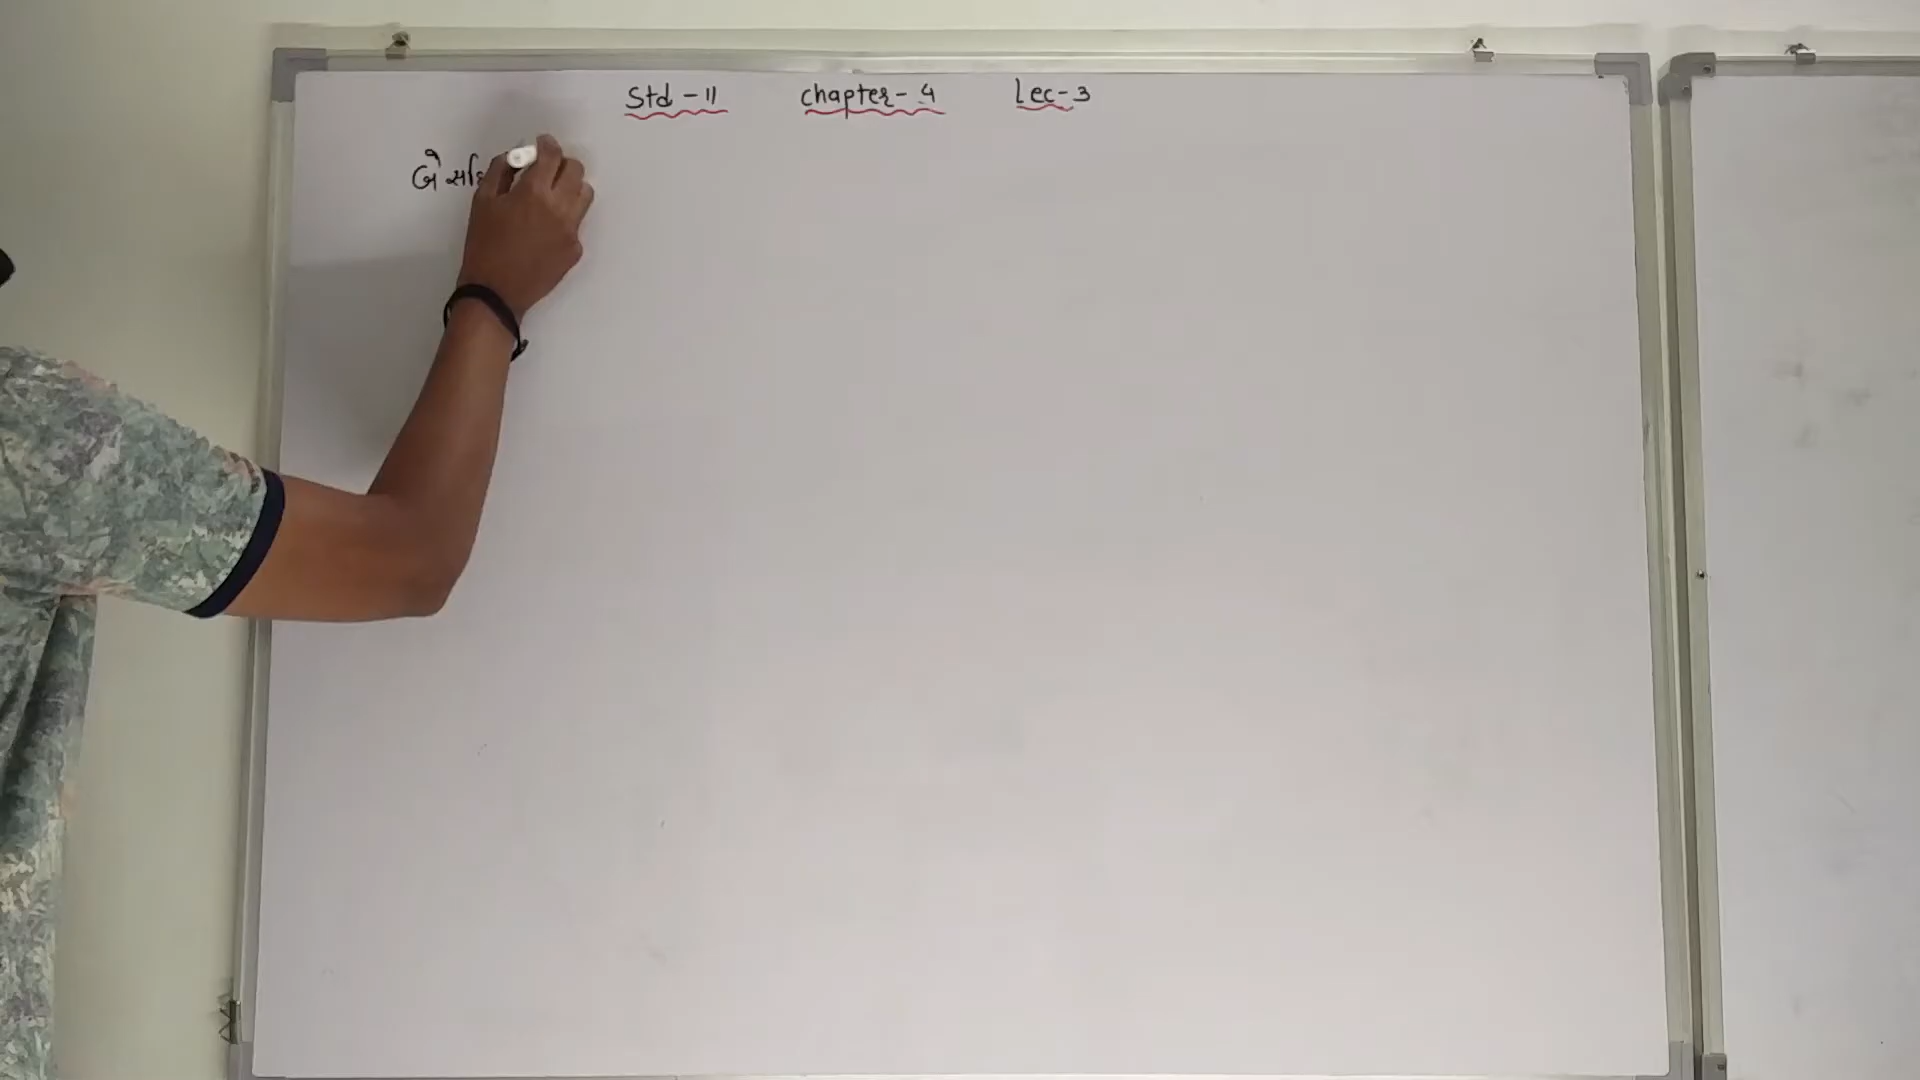 Std - 11 chapter - 4 Lec - 3
બે